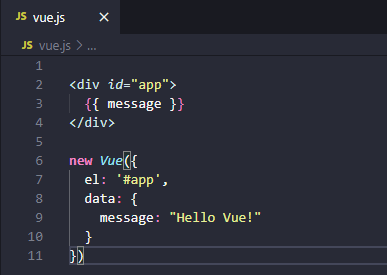 JS vue.js ×
JS vue.js > ...
1
2 <div id="app">
3   {{ message }}
4 </div>
5
6 new Vue({
7   el: '#app',
8   data: {
9     message: "Hello Vue!"
10   }
11 })